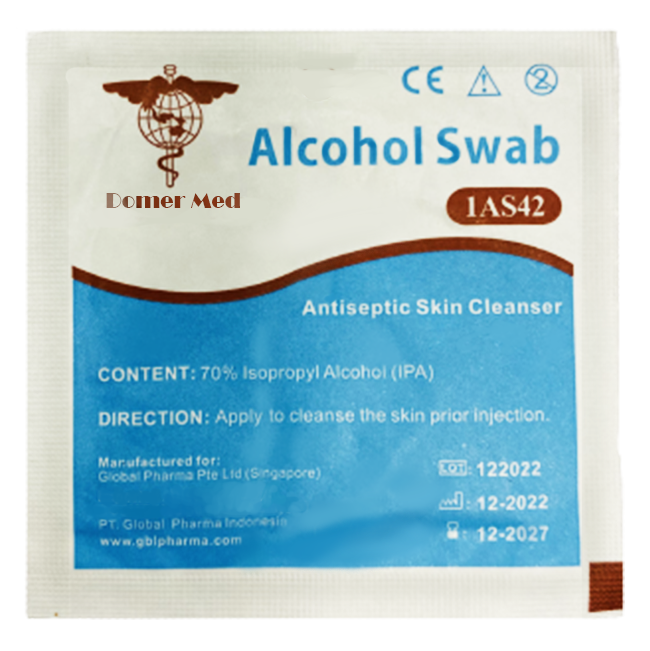 CE
Alcohol Swab
Domer Med
1AS42
Antiseptic Skin Cleanser
CONTENT: 70% Isopropyl Alcohol (IPA)
DIRECTION: Apply to cleanse the skin prior injection.
Manufactured for:
Global Pharma Pte Ltd (Singapore)
LOT: 122022
: 12-2022
PT. Global Pharma Indonesia
www.gblpharma.com
: 12-2027